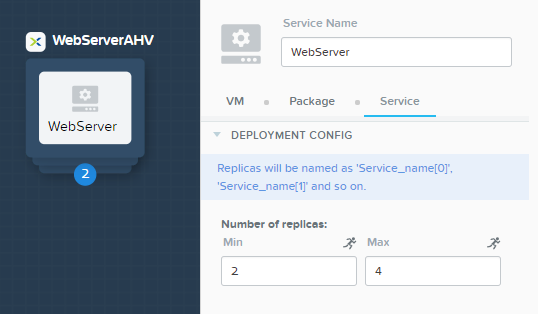 WebServerAHV
WebServer
2
Service Name
WebServer
VM
Package
Service
DEPLOYMENT CONFIG
Replicas will be named as 'Service_name[0]',
'Service_name[1]' and so on.
Number of replicas:
Min
Max
2
4